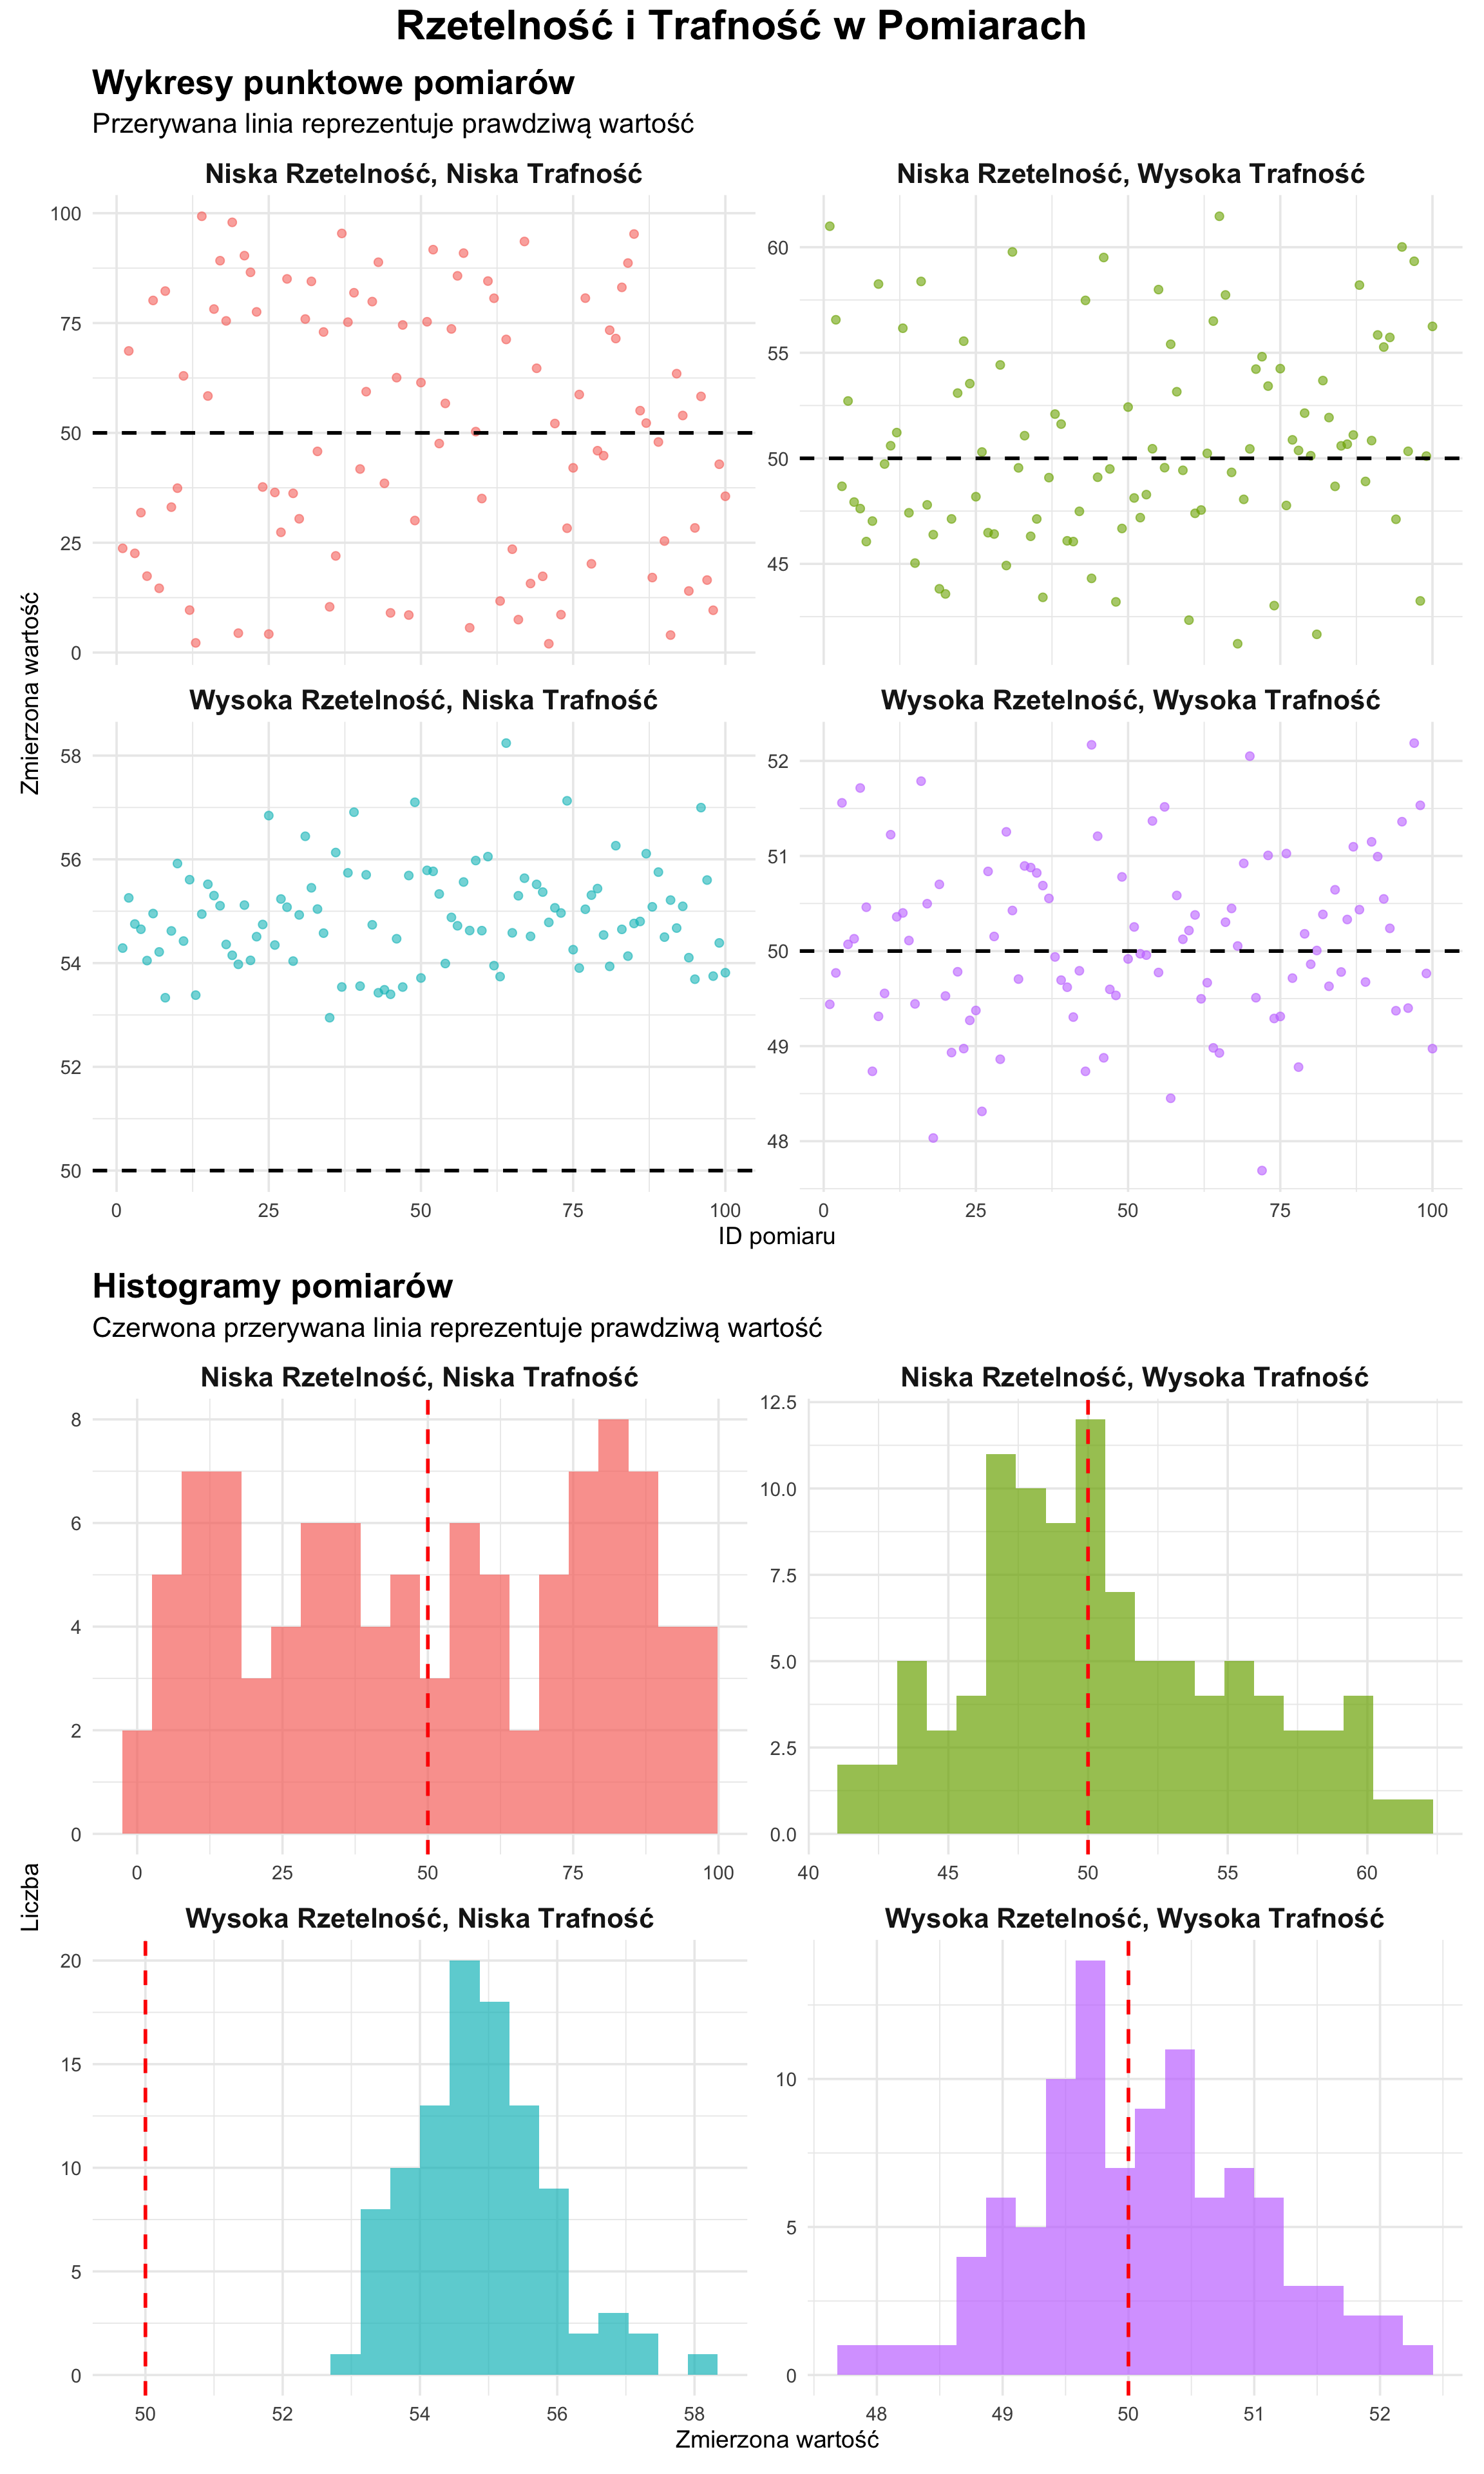 Rzetelność i Trafność w Pomiarach
Wykresy punktowe pomiarów
Przerywana linia reprezentuje prawdziwą wartość
Niska Rzetelność, Niska Trafność
Niska Rzetelność, Wysoka Trafność
100
75
50
25
0
60
55
50
45
Zmierzona wartość
Wysoka Rzetelność, Niska Trafność
Wysoka Rzetelność, Wysoka Trafność
58
56
54
52
50
52
51
50
49
48
0 25 50 75 100
0 25 50 75 100
ID pomiaru
Histogramy pomiarów
Czerwona przerywana linia reprezentuje prawdziwą wartość
Niska Rzetelność, Niska Trafność
Niska Rzetelność, Wysoka Trafność
8
6
4
2
0
12.5
10.0
7.5
5.0
2.5
0.0
0 25 50 75 100
40 45 50 55 60
Liczba
Wysoka Rzetelność, Niska Trafność
Wysoka Rzetelność, Wysoka Trafność
20
15
10
5
0
10
5
0
50 52 54 56 58
48 49 50 51 52
Zmierzona wartość